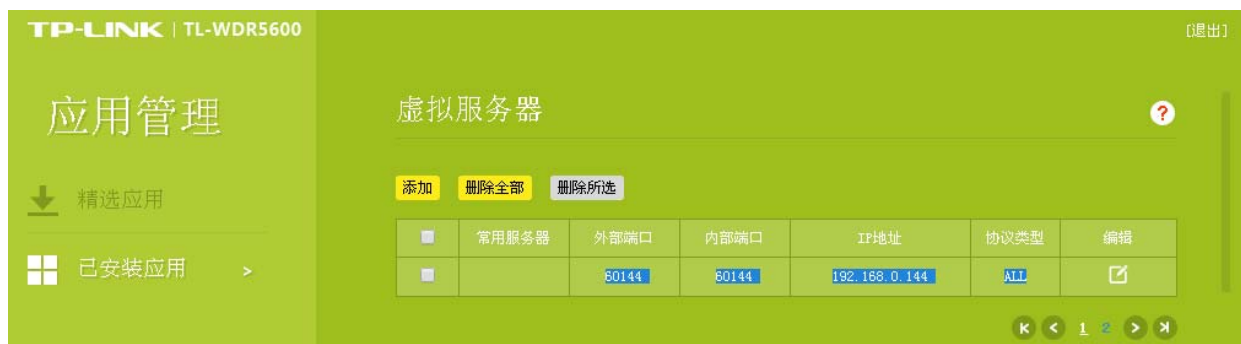 TP-LINK | TL-WDR5600
[退出]
应用管理
虚拟服务器
?
精选应用
添加 删除全部 删除所选
常用服务器 外部端口 内部端口 IP地址 协议类型 编辑
已安装应用 >
60144 60144 192.168.0.144 ALL
1 2